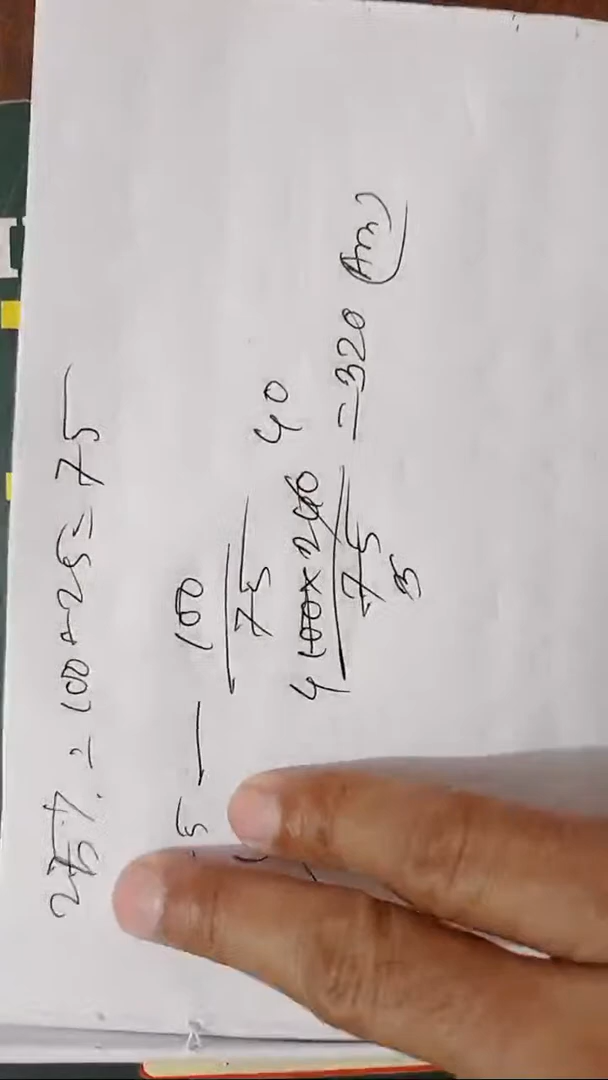 25% = 100 - 25 = 75
5 — 100
75
40
4 100 × 240 = 320 Ans
75
3